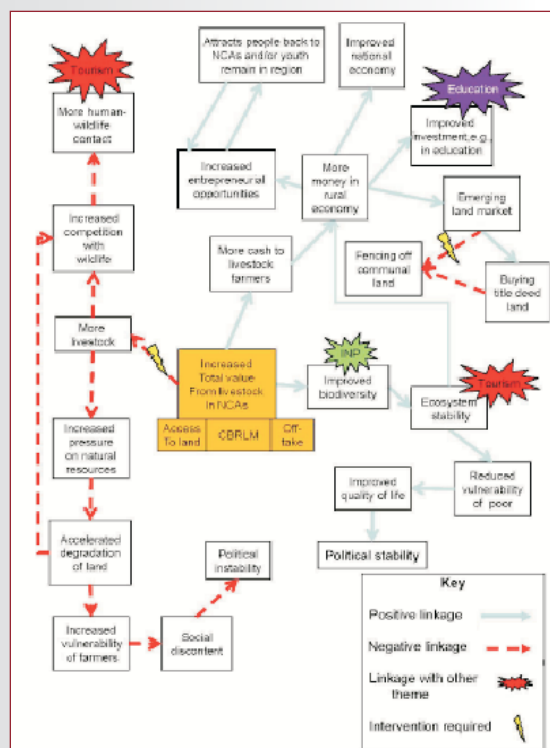 Tourism
More human-
wildlife
contact
Increased
competition
with
wildlife
More
livestock
Increased
pressure
on natural
resources
Accelerated
degradation
of land
Increased
vulnerability
of farmers
Social
discontent
Political
instability
Attracts people back to
NCAs and/or youth
remain in region
Improved
national
economy
Education
Improved
investment, e.g.,
in education
Increased
entrepreneurial
opportunities
More
money in
rural
economy
Emerging
land market
More cash to
livestock
farmers
Fencing off
communal
land
Buying
title deed
land
Increased
Total value
From livestock
In NCAs
Access
To land
CBRLM
Off-
take
INP
Improved
biodiversity
Tourism
Ecosystem
stability
Improved
quality of life
Reduced
vulnerability
of poor
Political stability
Key
Positive linkage
Negative linkage
Linkage with other
theme
Intervention required